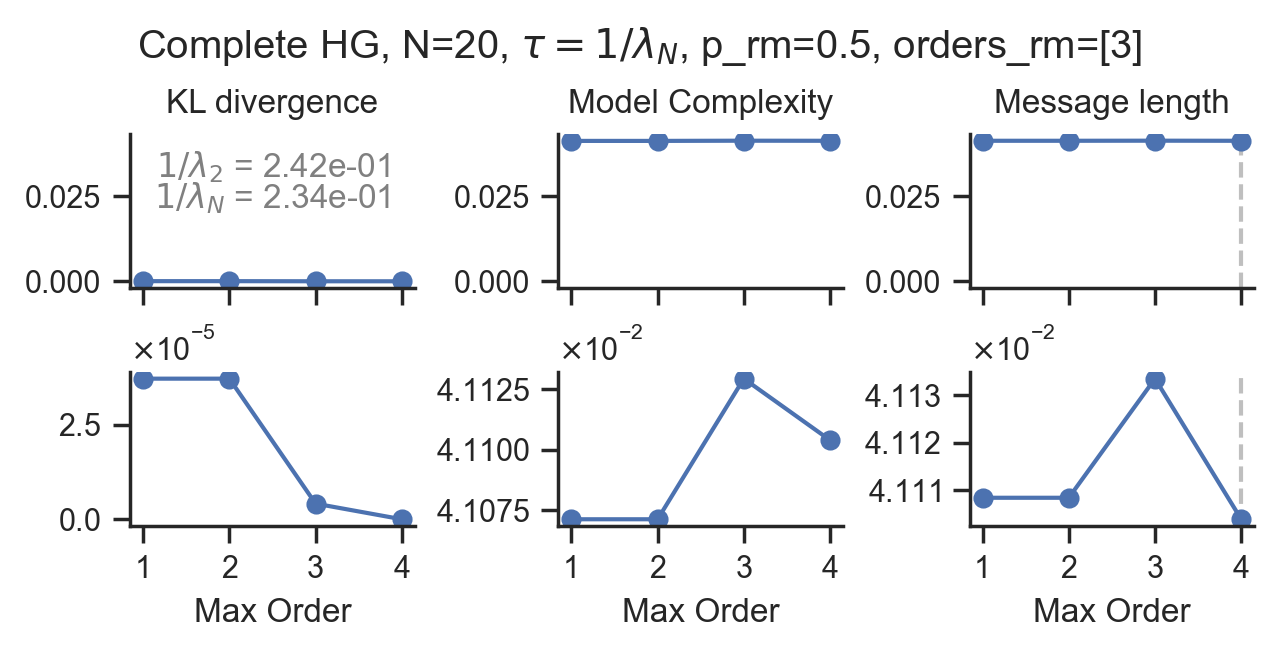 Complete HG, N=20, τ = 1/λ_N, p_rm=0.5, orders_rm=[3]
KL divergence
Model Complexity
Message length
1/λ₂ = 2.42e-01
1/λ_N = 2.34e-01
0.025
0.000
0.025
0.000
0.025
0.000
×10⁻⁵
2.5
0.0
1 2 3 4
Max Order
×10⁻²
4.1125
4.1100
4.1075
1 2 3 4
Max Order
×10⁻²
4.113
4.112
4.111
1 2 3 4
Max Order